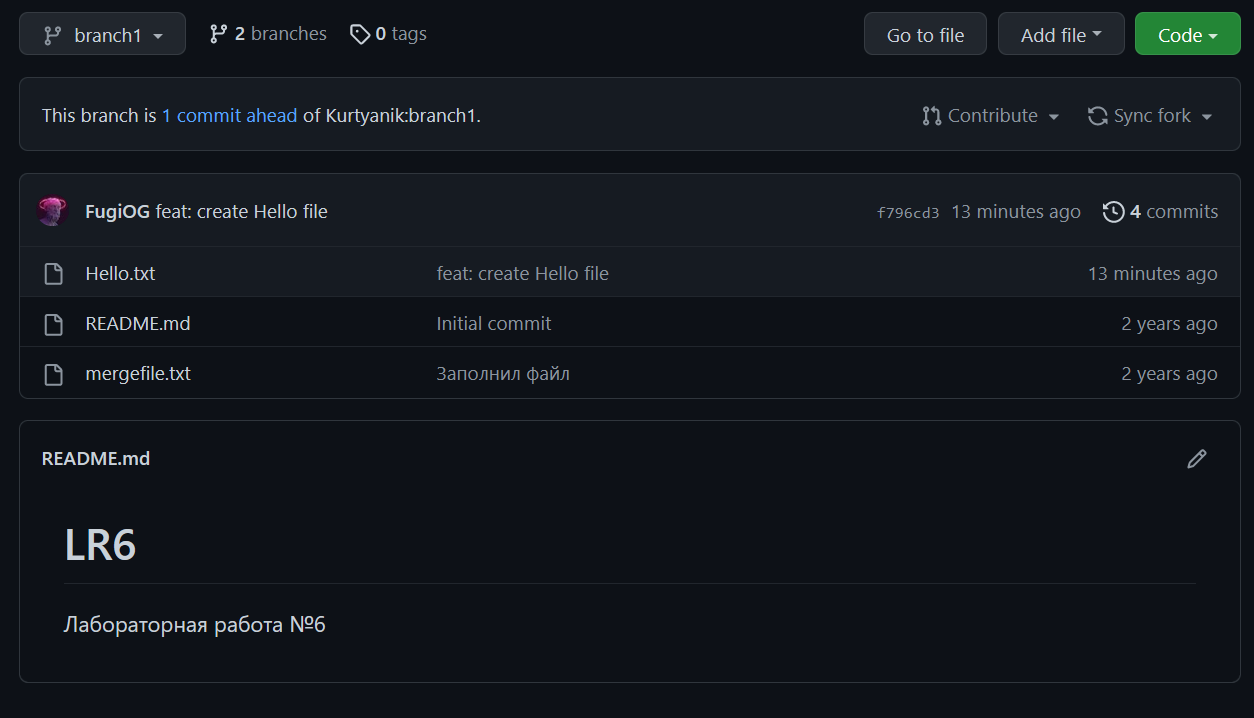 branch1 2 branches 0 tags Go to file Add file Code
This branch is 1 commit ahead of Kurtyanik:branch1. Contribute Sync fork
FugiOG feat: create Hello file f796cd3 13 minutes ago 4 commits
Hello.txt feat: create Hello file 13 minutes ago
README.md Initial commit 2 years ago
mergefile.txt Заполнил файл 2 years ago
README.md
LR6
Лабораторная работа №6